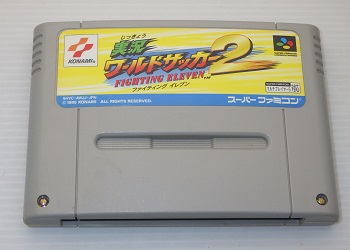 じっきょう
実況
ワールドサッカー2
FIGHTING ELEVEN
ファイティング イレブン
KONAMI
© 1995 KONAMI ALL RIGHTS RESERVED.
スーパーファミコン